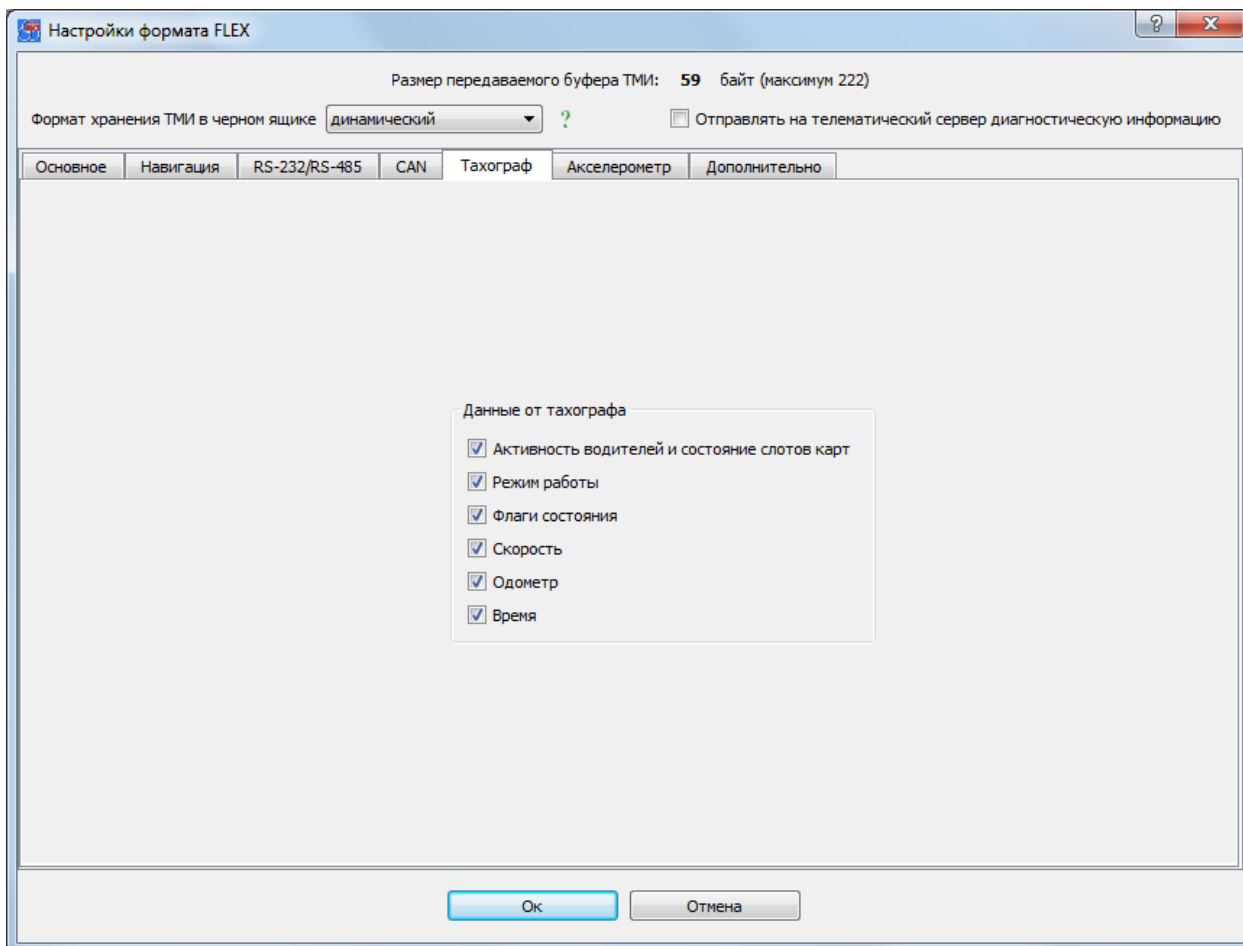 Настройки формата FLEX
Размер передаваемого буфера ТМИ: 59 байт (максимум 222)
Формат хранения ТМИ в черном ящике динамический ? Отправлять на телематический сервер диагностическую информацию
Основное Навигация RS-232/RS-485 CAN Тахограф Акселерометр Дополнительно
Данные от тахографа
Активность водителей и состояние слотов карт
Режим работы
Флаги состояния
Скорость
Одометр
Время
Ок Отмена